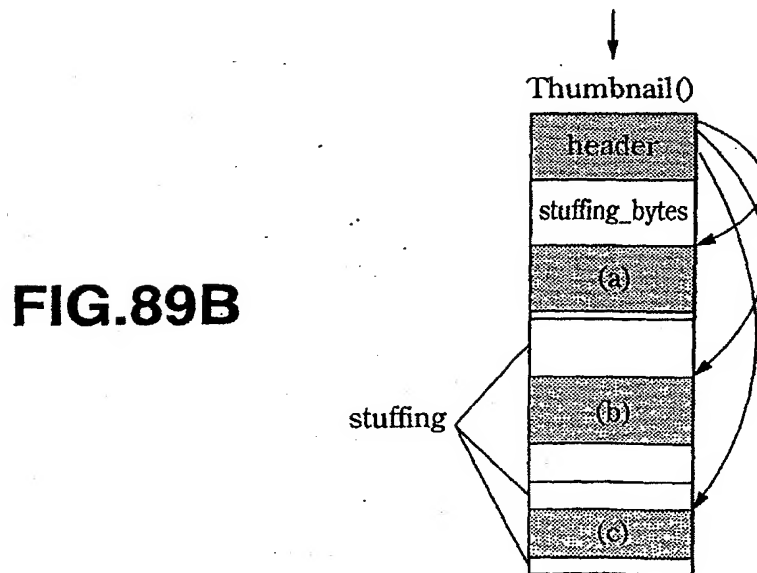 Thumbnail()
header
stuffing_bytes
(a)
FIG.89B
(b)
stuffing
(c)